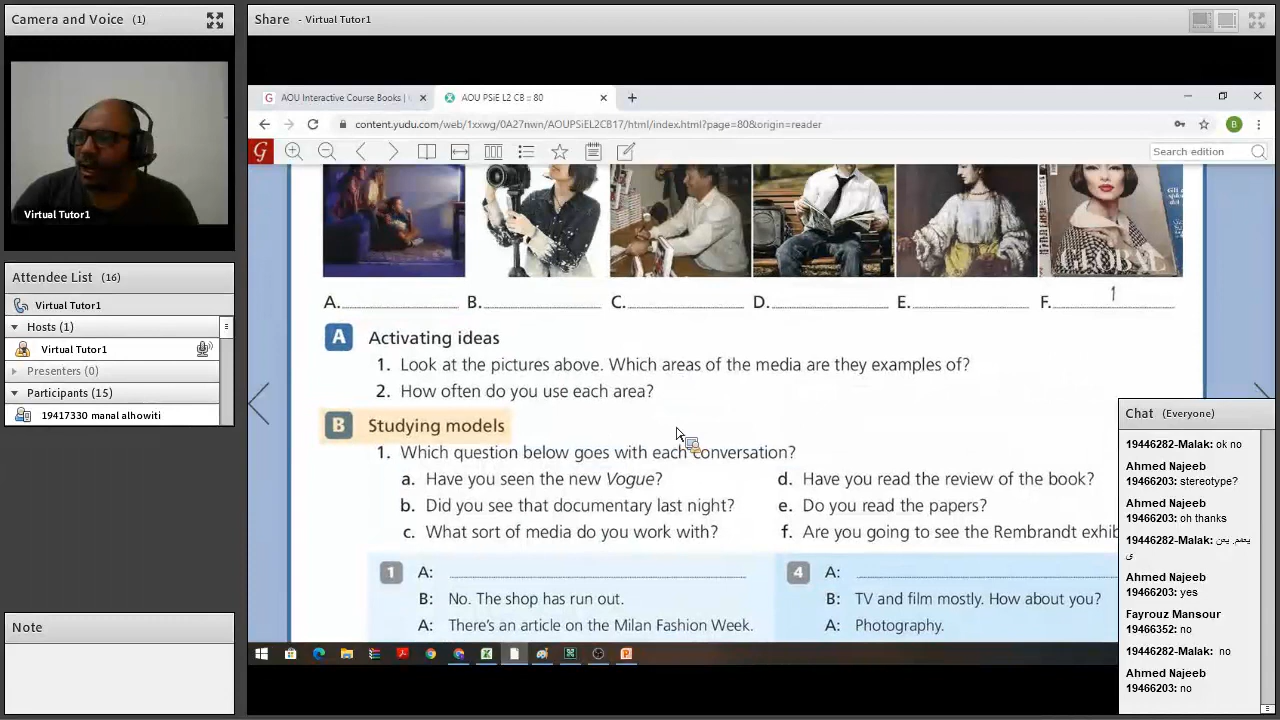 Camera and Voice (1)
Virtual Tutor1
Attendee List (16)
Virtual Tutor1
Hosts (1)
Virtual Tutor1
Presenters (0)
Participants (15)
19417330 manal alhowiti
Note
Share - Virtual Tutor1
AOU Interactive Course Books |
AOU PSiE L2 CB :: 80
content.yudu.com/web/1xxwg/0A27nwn/AOUPSiEL2CB17/html/index.html?page=80&origin=reader
B
G
Search edition
A.
B.
C.
D.
E.
F. 1
A Activating ideas
1. Look at the pictures above. Which areas of the media are they examples of?
2. How often do you use each area?
B Studying models
1. Which question below goes with each conversation?
a. Have you seen the new Vogue?
b. Did you see that documentary last night?
c. What sort of media do you work with?
d. Have you read the review of the book?
e. Do you read the papers?
f. Are you going to see the Rembrandt exhib
1 A:
B: No. The shop has run out.
A: There's an article on the Milan Fashion Week.
4 A:
B: TV and film mostly. How about you?
A: Photography.
Chat (Everyone)
19446282-Malak: ok no
Ahmed Najeeb
19466203: stereotype?
Ahmed Najeeb
19466203: oh thanks
19446282-Malak:
Ahmed Najeeb
19466203: yes
Fayrouz Mansour
19466352: no
19446282-Malak: no
Ahmed Najeeb
19466203: no